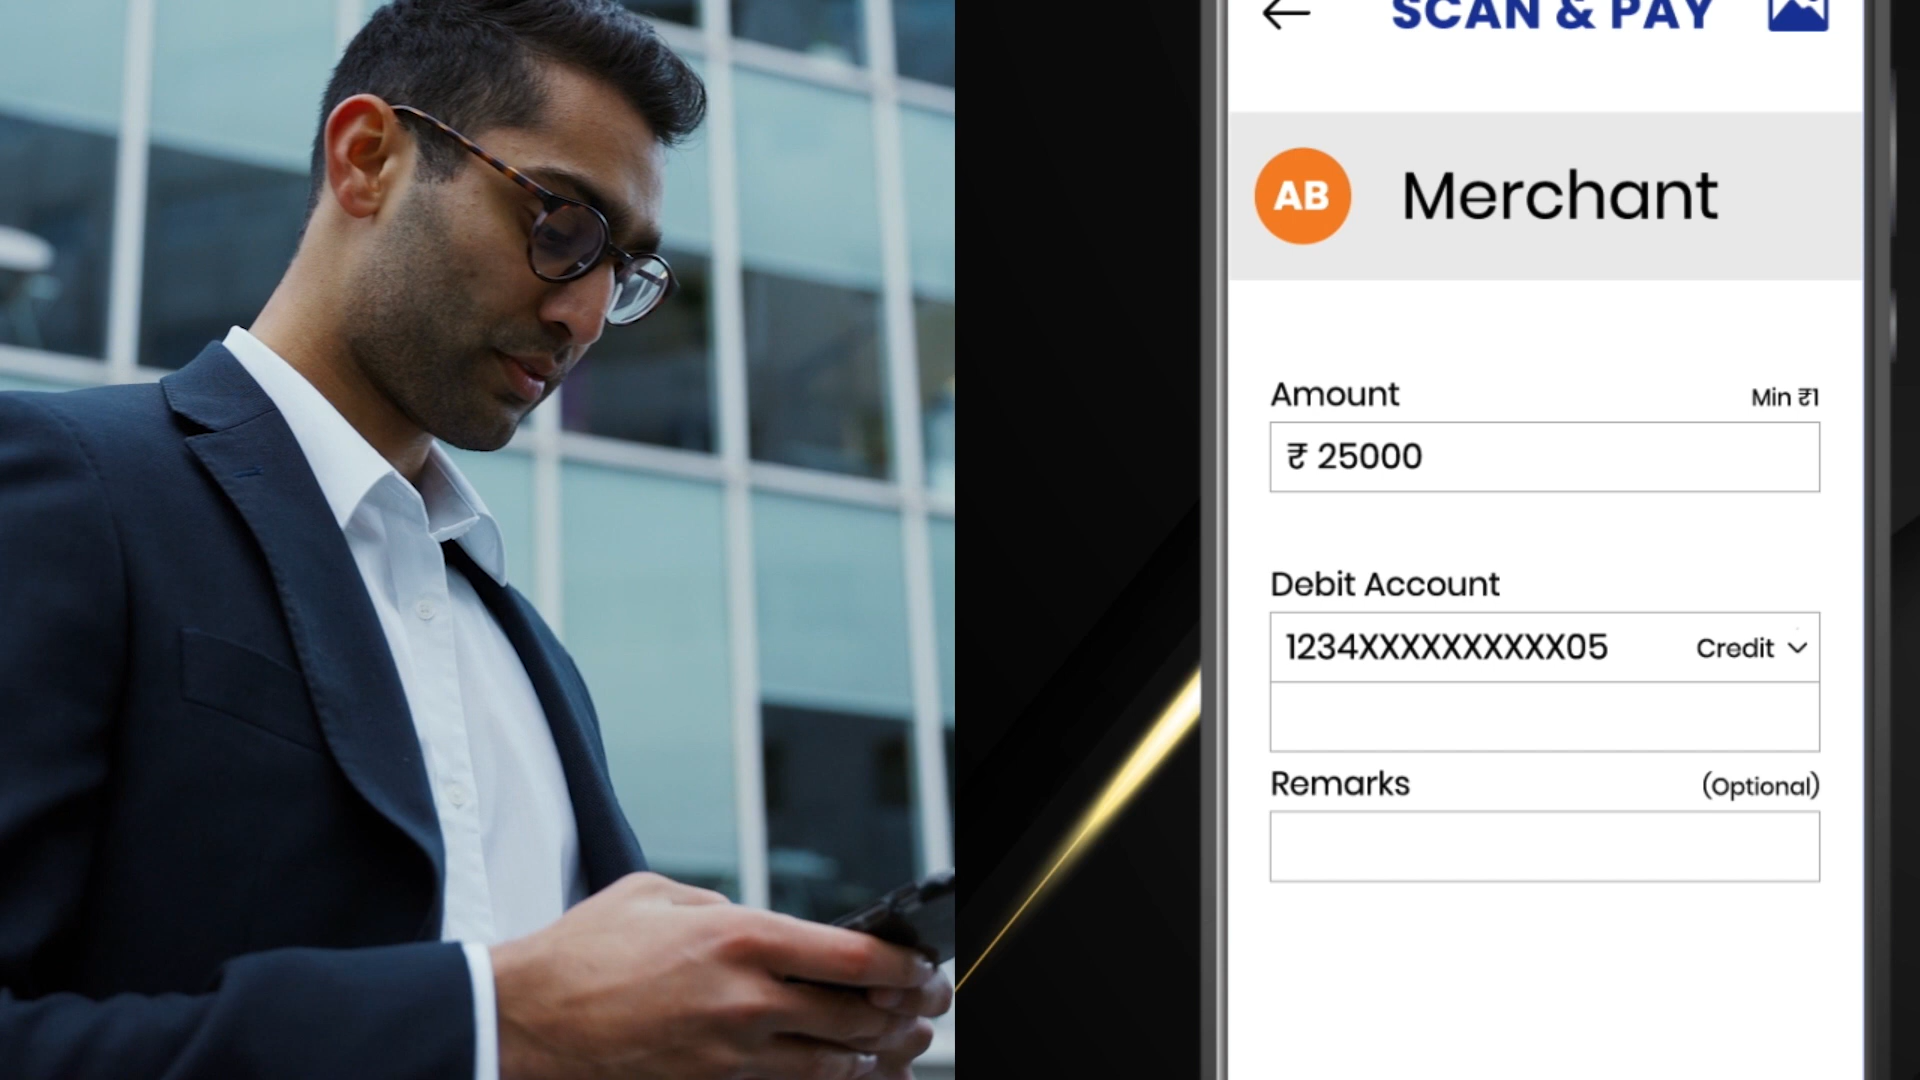 SCAN & PAY
AB Merchant
Amount Min ₹1
₹ 25000
Debit Account
1234XXXXXXXXXX05 Credit
Remarks (Optional)